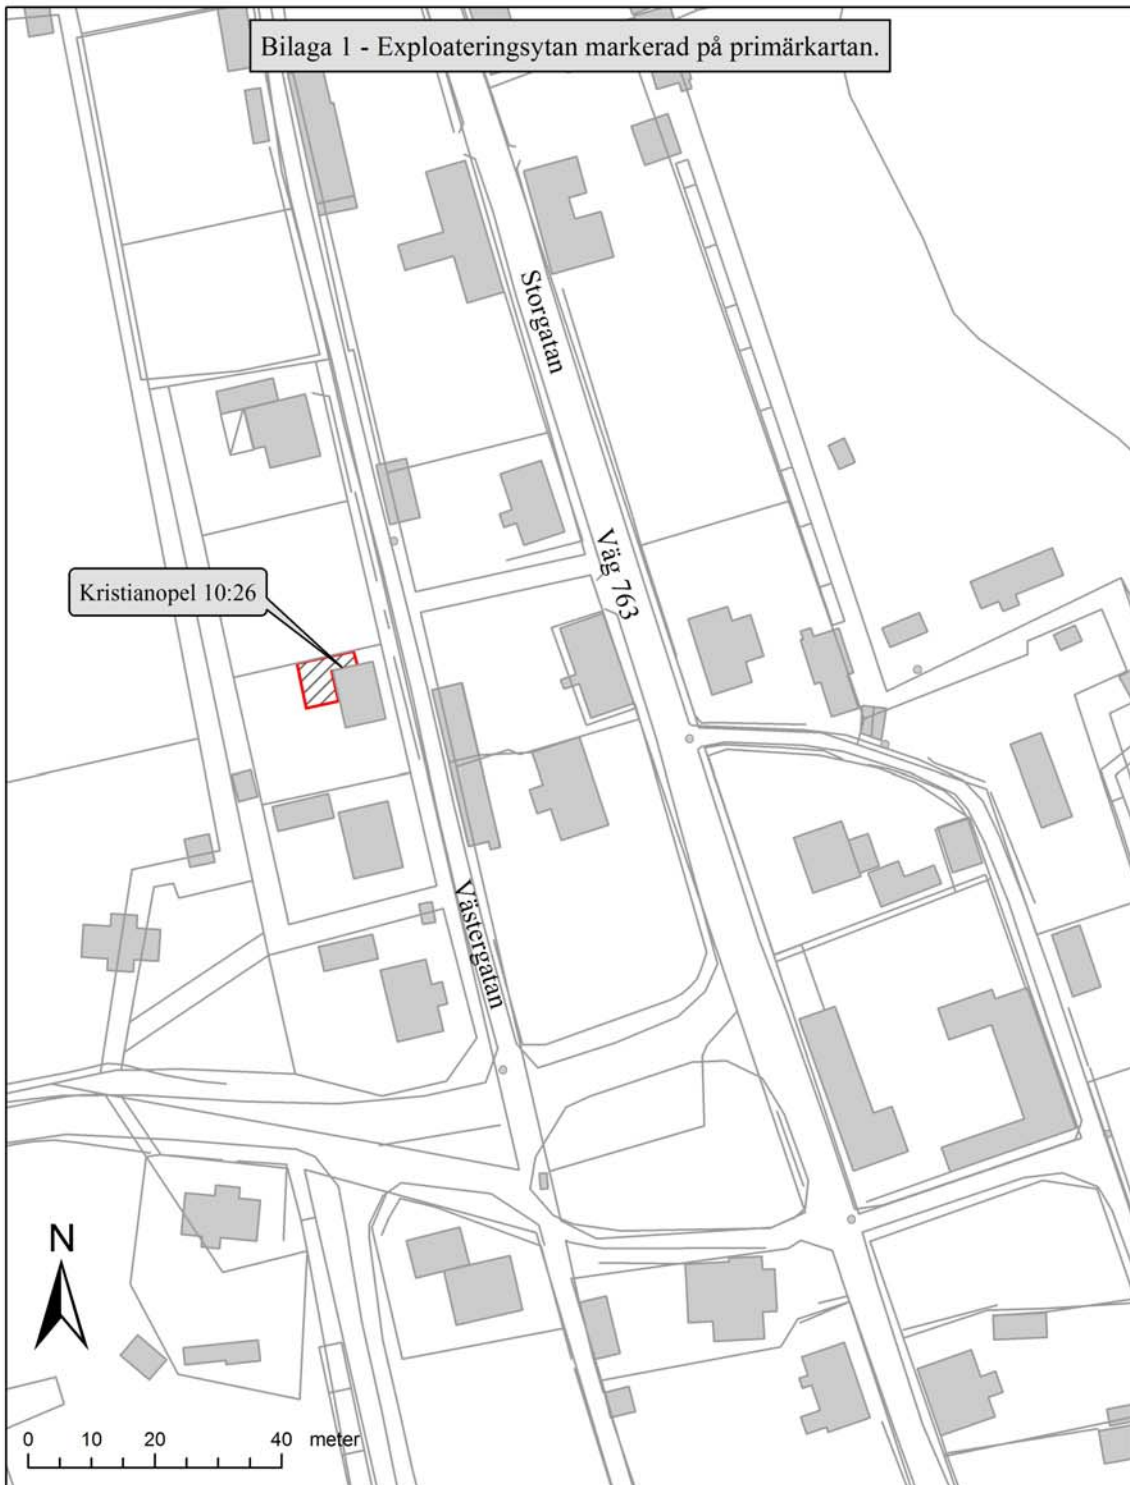 Bilaga 1 - Exploateringsytan markerad på primärkartan.
Storgatan
Väg 763
Kristianopel 10:26
Västergatan
N
0 10 20 40 meter